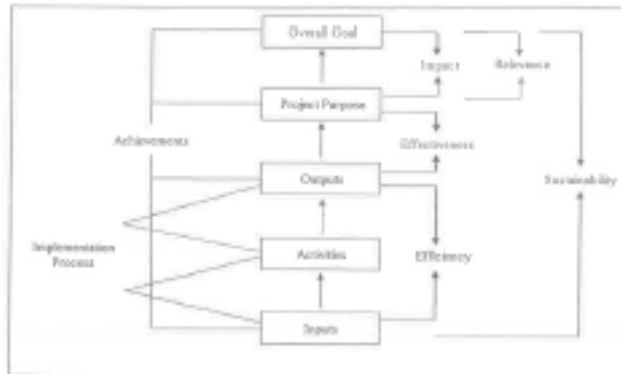 Overall Goal
Impact
Relevance
Project Purpose
Achievements
Effectiveness
Outputs
Sustainability
Implementation
Process
Activities
Efficiency
Inputs